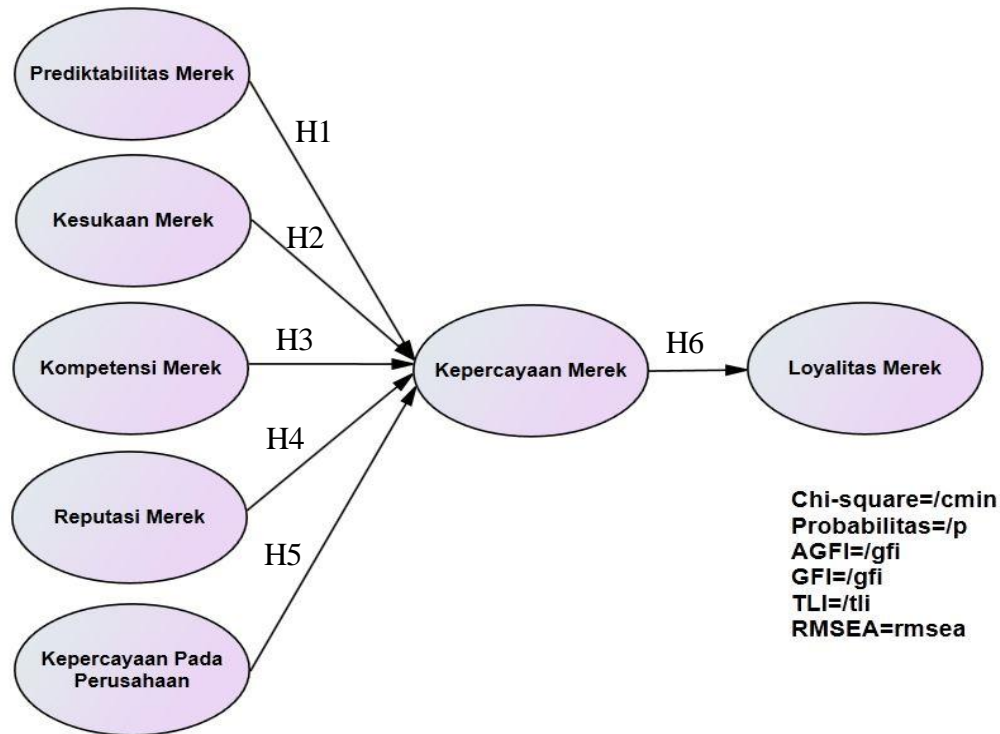 Prediktabilitas Merek
H1
Kesukaan Merek
H2
Kompetensi Merek
H3
Kepercayaan Merek
H6
Loyalitas Merek
Reputasi Merek
H4
Kepercayaan Pada
Perusahaan
H5
Chi-square=/cmin
Probabilitas=/p
AGFI=/gfi
GFI=/gfi
TLI=/tli
RMSEA=rmsea